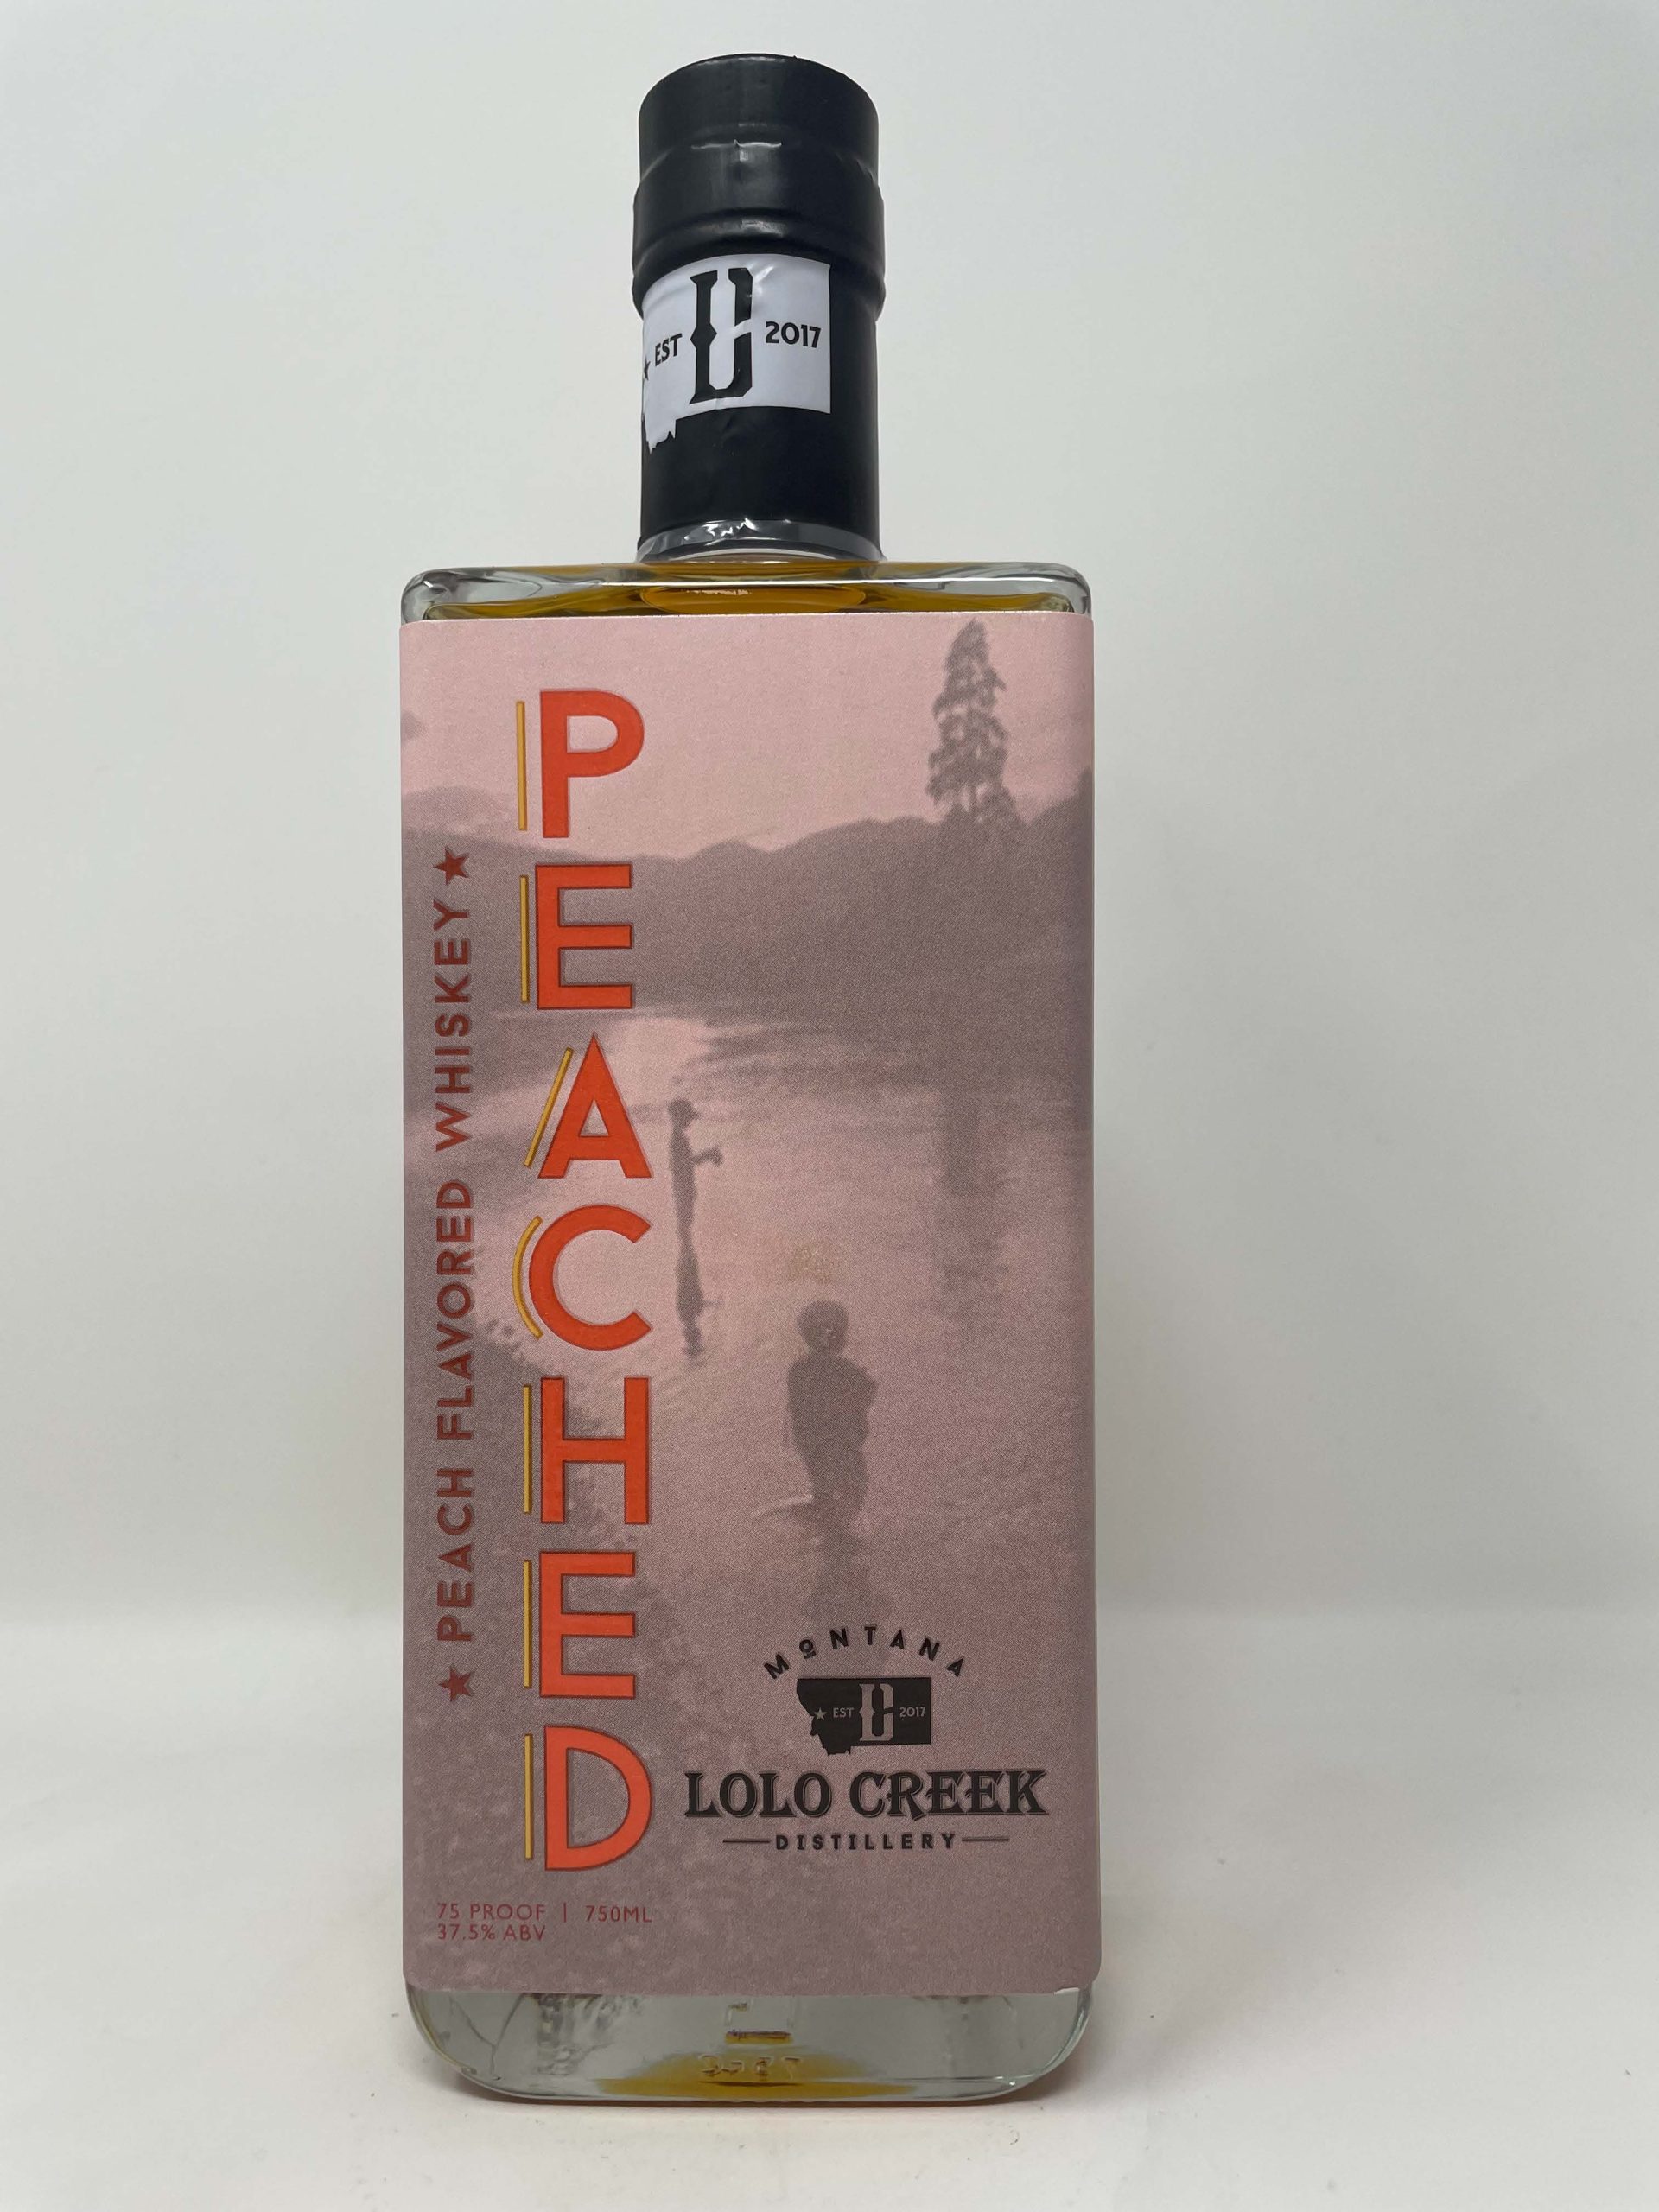 EST 2017
PEACHED
★ PEACH FLAVORED WHISKEY ★
MONTANA
EST 2017
LOLO CREEK
DISTILLERY
75 PROOF | 750ML
37.5% ABV